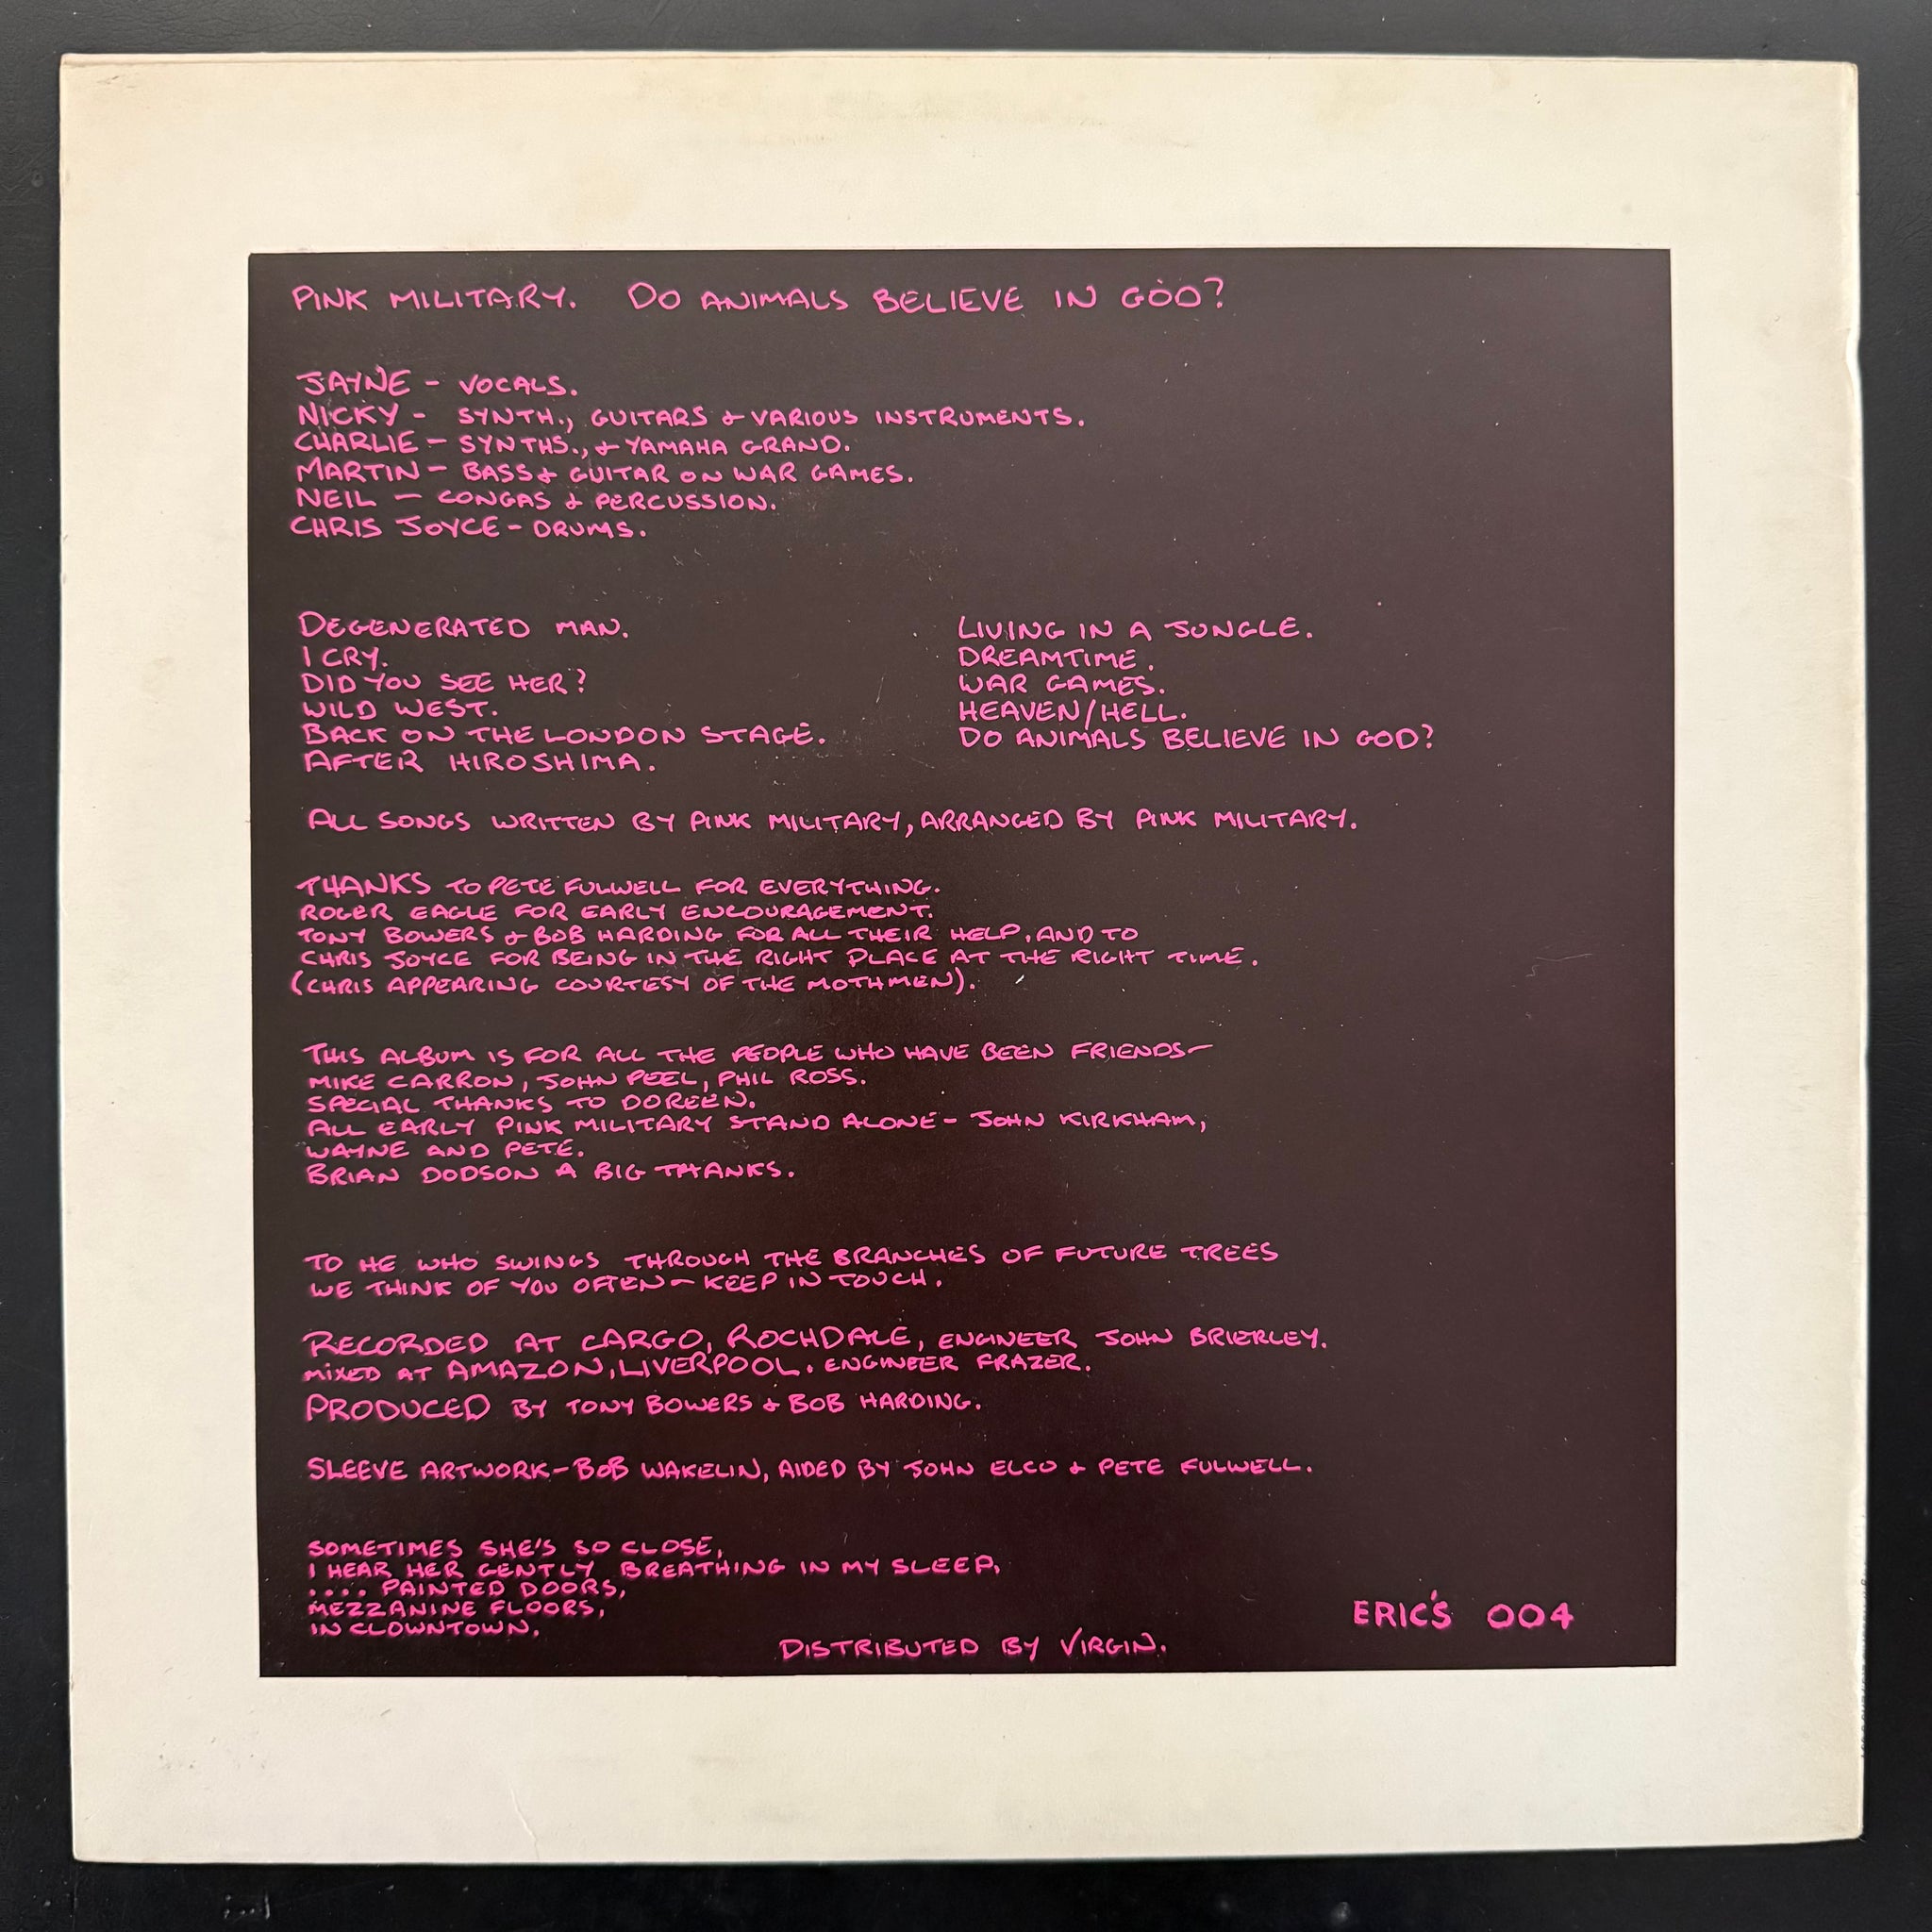 PINK MILITARY. DO ANIMALS BELIEVE IN GOD?
JAYNE - VOCALS.
NICKY - SYNTH., GUITARS & VARIOUS INSTRUMENTS.
CHARLIE - SYNTHS., & YAMAHA GRAND.
MARTIN - BASS & GUITAR ON WAR GAMES.
NEIL - CONGAS & PERCUSSION.
CHRIS JOYCE - DRUMS.
DEGENERATED MAN.
I CRY.
DID YOU SEE HER?
WILD WEST.
BACK ON THE LONDON STAGE.
AFTER HIROSHIMA.
LIVING IN A JUNGLE.
DREAMTIME.
WAR GAMES.
HEAVEN/HELL.
DO ANIMALS BELIEVE IN GOD?
ALL SONGS WRITTEN BY PINK MILITARY, ARRANGED BY PINK MILITARY.
THANKS TO PETE FULWELL FOR EVERYTHING.
ROGER EAGLE FOR EARLY ENCOURAGEMENT.
TONY BOWERS & BOB HARDING FOR ALL THEIR HELP, AND TO
CHRIS JOYCE FOR BEING IN THE RIGHT PLACE AT THE RIGHT TIME.
(CHRIS APPEARING COURTESY OF THE MOTHMEN).
THIS ALBUM IS FOR ALL THE PEOPLE WHO HAVE BEEN FRIENDS -
MIKE CARRON, JOHN PEEL, PHIL ROSS.
SPECIAL THANKS TO DOREEN.
ALL EARLY PINK MILITARY STAND ALONE - JOHN KIRKHAM,
WAYNE AND PETE.
BRIAN DODSON A BIG THANKS.
TO HE WHO SWINGS THROUGH THE BRANCHES OF FUTURE TREES
WE THINK OF YOU OFTEN - KEEP IN TOUCH.
RECORDED AT CARGO, ROCHDALE, ENGINEER JOHN BRIERLEY.
MIXED AT AMAZON, LIVERPOOL. ENGINEER FRAZER.
PRODUCED BY TONY BOWERS & BOB HARDING.
SLEEVE ARTWORK - BOB WAKELIN, AIDED BY JOHN ELCO & PETE FULWELL.
SOMETIMES SHE'S SO CLOSE,
I HEAR HER GENTLY BREATHING IN MY SLEEP,
.... PAINTED DOORS,
MEZZANINE FLOORS,
IN CLOWNTOWN.
ERIC'S 004
DISTRIBUTED BY VIRGIN.